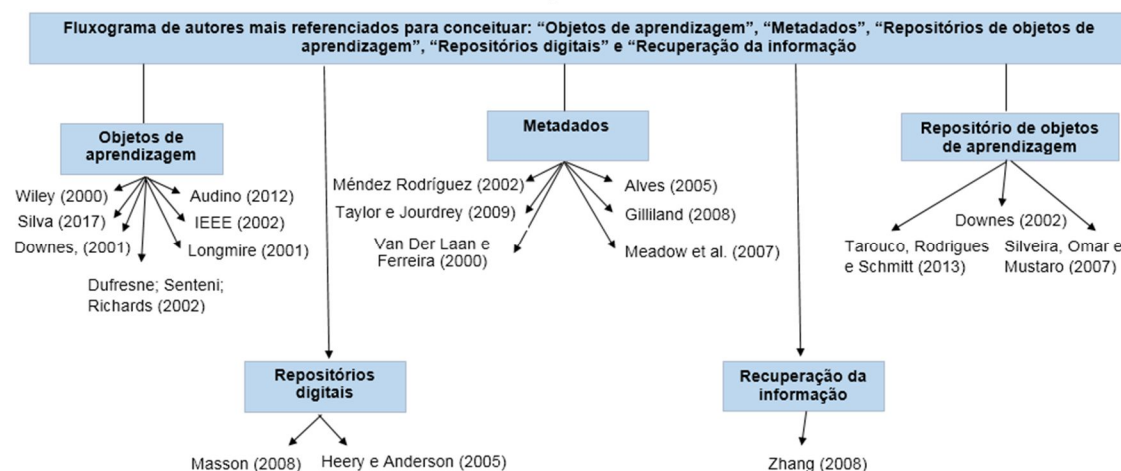 Fluxograma de autores mais referenciados para conceituar: “Objetos de aprendizagem”, “Metadados”, “Repositórios de objetos de
aprendizagem”, “Repositórios digitais” e “Recuperação da informação
Objetos de
aprendizagem
Wiley (2000)
Audino (2012)
Silva (2017)
IEEE (2002)
Downes, (2001)
Longmire (2001)
Dufresne; Senteni;
Richards (2002)
Metadados
Méndez Rodríguez (2002)
Alves (2005)
Taylor e Jourdrey (2009)
Gilliland (2008)
Van Der Laan e
Ferreira (2000)
Meadow et al. (2007)
Repositório de objetos
de aprendizagem
Downes (2002)
Tarouco, Rodrigues
e Schmitt (2013)
Silveira, Omar e
Mustaro (2007)
Repositórios
digitais
Masson (2008)
Heery e Anderson (2005)
Recuperação da
informação
Zhang (2008)